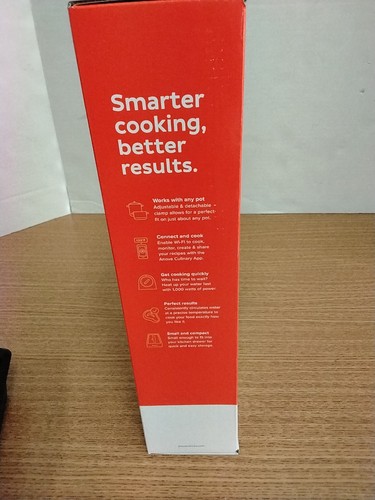 Smarter
cooking,
better
results.
Works with any pot
Adjustable & detachable
clamp allows for a perfect
fit on just about any pot.
Connect and cook
Enable Wi-Fi to cook,
monitor, create & share
your recipes with the
Anova Culinary App.
Get cooking quickly
Who has time to wait?
Heat up your water fast
with 1,000 watts of power.
Perfect results
Consistently circulates water
at a precise temperature to
cook your food exactly how
you like it.
Small and compact
Small enough to fit into
your kitchen drawer for
quick and easy storage.